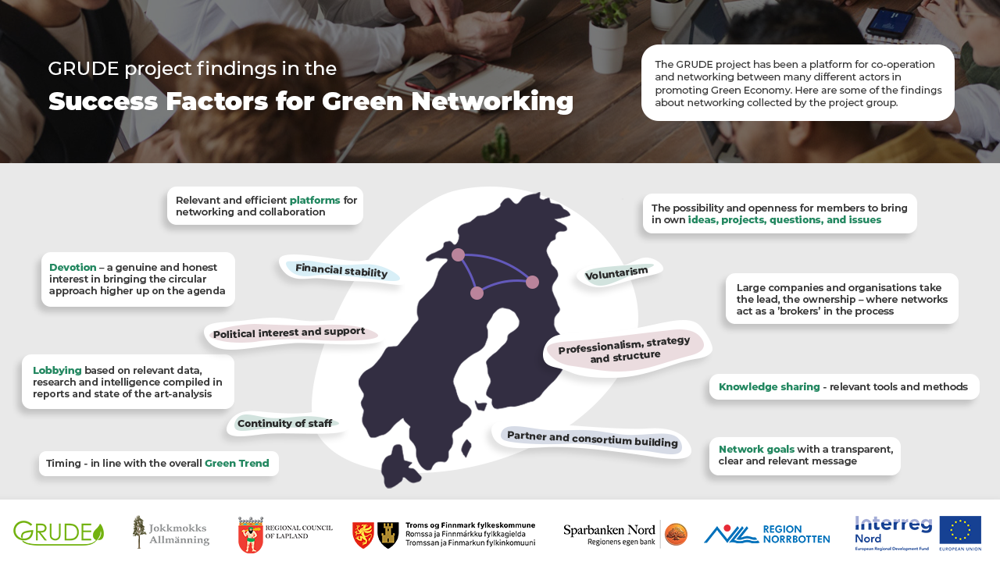 GRUDE project findings in the
Success Factors for Green Networking
The GRUDE project has been a platform for co-operation
and networking between many different actors in
promoting Green Economy. Here are some of the findings
about networking collected by the project group.
Relevant and efficient platforms for
networking and collaboration
Devotion – a genuine and honest
interest in bringing the circular
approach higher up on the agenda
Lobbying based on relevant data,
research and intelligence compiled in
reports and state of the art-analysis
Timing - in line with the overall Green Trend
Financial stability
Political interest and support
Continuity of staff
Voluntarism
Professionalism, strategy
and structure
Partner and consortium building
The possibility and openness for members to bring
in own ideas, projects, questions, and issues
Large companies and organisations take
the lead, the ownership – where networks
act as a ’brokers’ in the process
Knowledge sharing - relevant tools and methods
Network goals with a transparent,
clear and relevant message
GRUDE
Jokkmokks
Allmänning
REGIONAL COUNCIL
OF LAPLAND
Troms og Finnmark fylkeskommune
Romssa ja Finnmárkku fylkkagielda
Tromssan ja Finmarkun fylkinkomuuni
Sparbanken Nord
Regionens egen bank
REGION
NORRBOTTEN
Interreg
Nord
European Regional Development Fund
EUROPEAN UNION